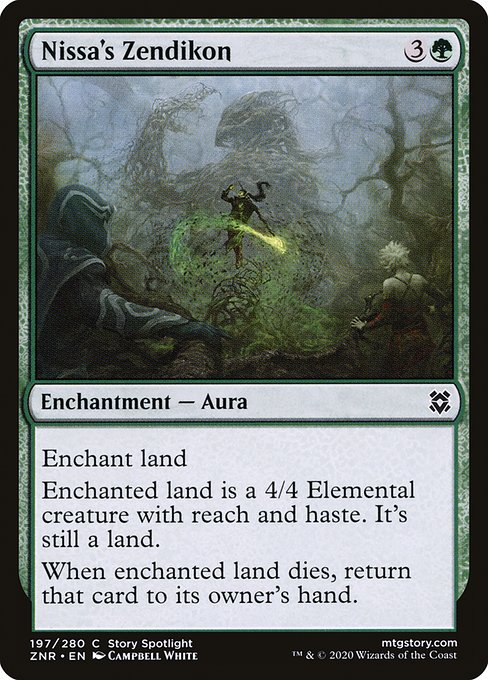 Nissa's Zendikon 3
Enchantment — Aura
Enchant land
Enchanted land is a 4/4 Elemental
creature with reach and haste. It's
still a land.
When enchanted land dies, return
that card to its owner's hand.
197/280 C Story Spotlight
ZNR • EN Campbell White
mtgstory.com
™ & © 2020 Wizards of the Coast